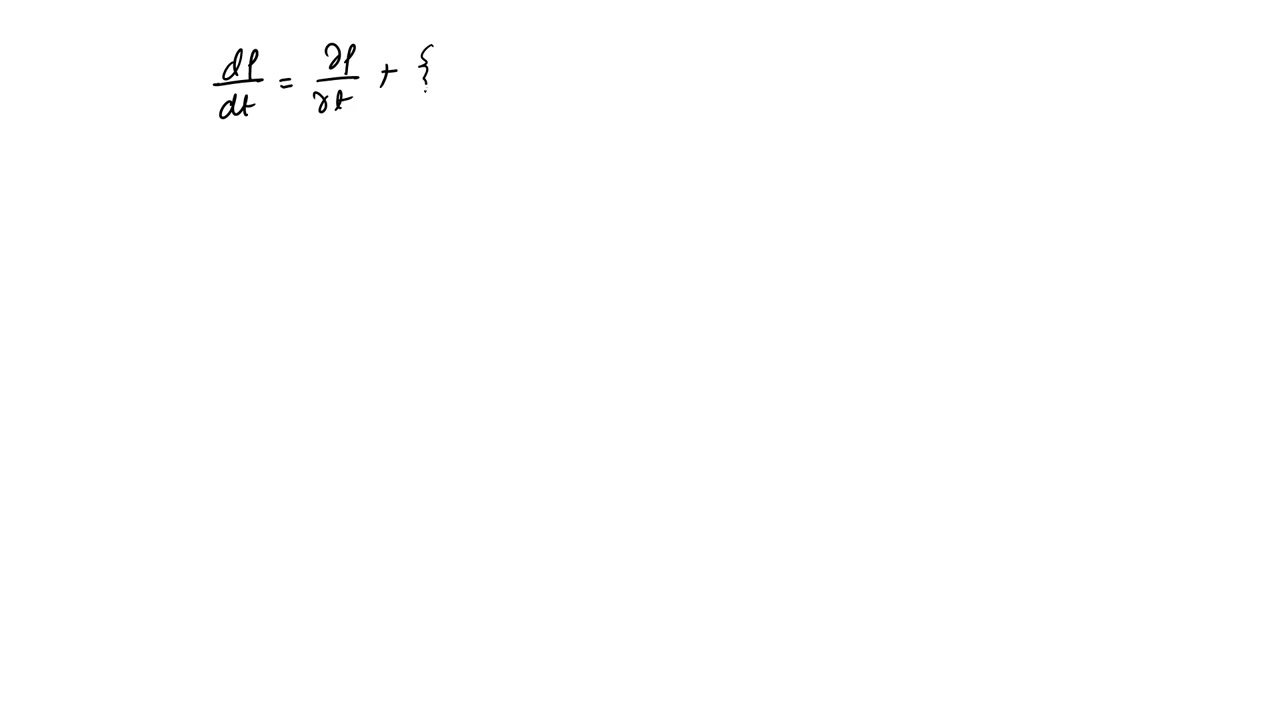 dρ/dt = ∂ρ/∂t + {